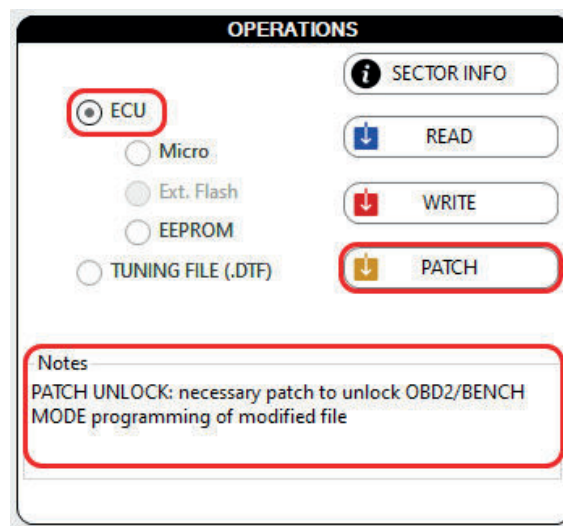 OPERATIONS
SECTOR INFO
ECU
READ
Micro
Ext. Flash
WRITE
EEPROM
TUNING FILE (.DTF)
PATCH
Notes
PATCH UNLOCK: necessary patch to unlock OBD2/BENCH
MODE programming of modified file